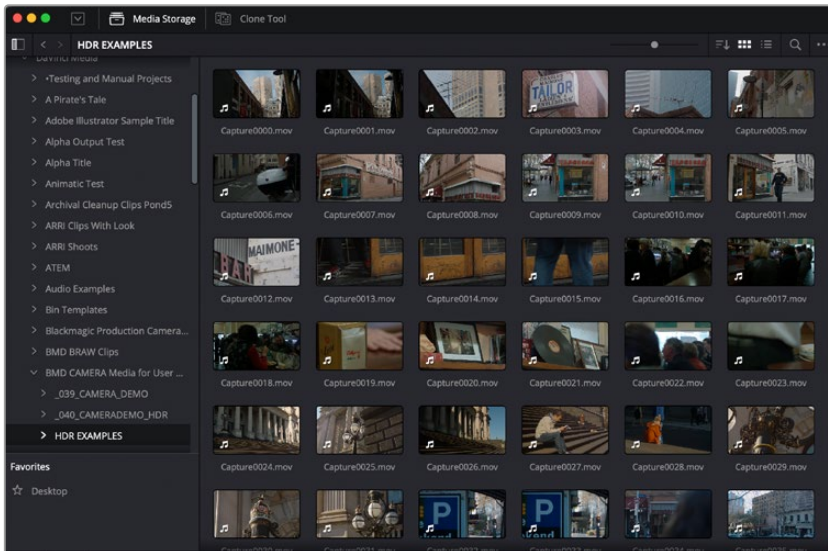 Media Storage Clone Tool
HDR EXAMPLES
DaVinci Media
•Testing and Manual Projects
A Pirate's Tale
Adobe Illustrator Sample Title
Alpha Output Test
Alpha Title
Animatic Test
Archival Cleanup Clips Pond5
ARRI Clips With Look
ARRI Shoots
ATEM
Audio Examples
Bin Templates
Blackmagic Production Camera...
BMD BRAW Clips
BMD CAMERA Media for User ...
_039_CAMERA_DEMO
_040_CAMERADEMO_HDR
HDR EXAMPLES
Favorites
Desktop
TAILOR
Capture0000.mov Capture0001.mov Capture0002.mov Capture0003.mov Capture0004.mov Capture0005.mov
Capture0006.mov Capture0007.mov Capture0008.mov Capture0009.mov Capture0010.mov Capture0011.mov
MAIMONE
BAR
Capture0012.mov Capture0013.mov Capture0014.mov Capture0015.mov Capture0016.mov Capture0017.mov
Capture0018.mov Capture0019.mov Capture0020.mov Capture0021.mov Capture0022.mov Capture0023.mov
Capture0024.mov Capture0025.mov Capture0026.mov Capture0027.mov Capture0028.mov Capture0029.mov
P P